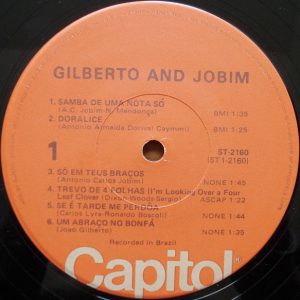 GILBERTO AND JOBIM
1. SAMBA DE UMA NOTA SÓ
(A.C. Jobim-N. Mendonça) BMI 1:35
2. DORALICE
(Antonio Almeida-Dorival Caymmi) BMI 1:25
1
ST-2160
(ST 1-2160)
3. SÓ EM TEUS BRAÇOS
(Antonio Carlos Jobim) NONE 1:45
4. TREVO DE 4 FOLHAS (I'm Looking Over a Four
Leaf Clover) (Dixon-Woods-Sergio) ASCAP 1:22
5. SE É TARDE ME PERDÔA
(Carlos Lyra-Ronaldo Boscoli) NONE 1:44
6. UM ABRAÇO NO BONFÁ
(Joao Gilberto) NONE 1:35
Recorded in Brazil
Capitol®